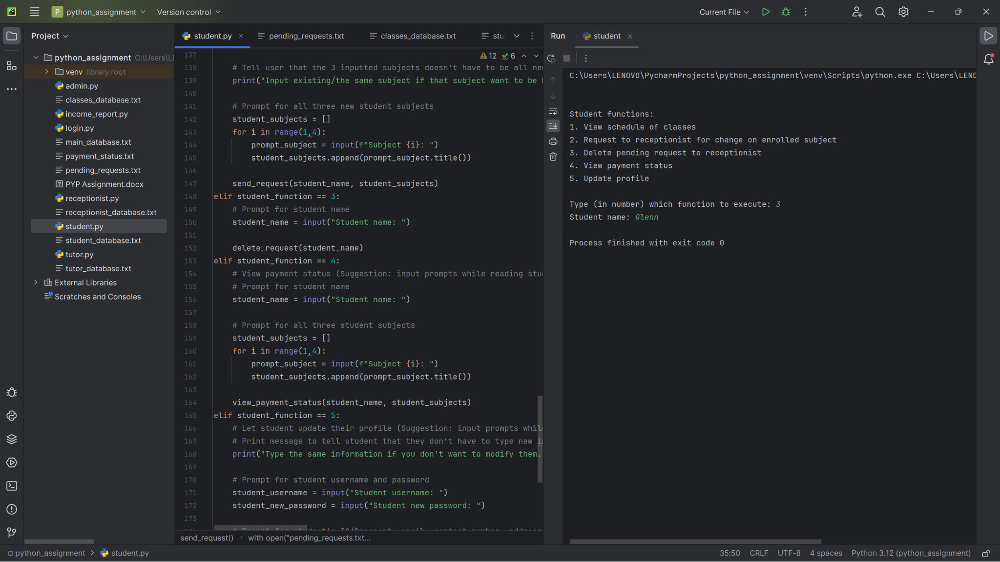 PC
P python_assignment
Version control
Current File
Project
student.py
pending_requests.txt
classes_database.txt
stu
Run
student
python_assignment C:\Users\LE
venv library root
admin.py
classes_database.txt
income_report.py
login.py
main_database.txt
payment_status.txt
pending_requests.txt
PYP Assignment.docx
receptionist.py
receptionist_database.txt
student.py
student_database.txt
tutor.py
tutor_database.txt
External Libraries
Scratches and Consoles
12 6
137
138 # Tell user that the 3 inputted subjects doesn't have to be all new
139 print("Input existing/the same subject if that subject want to be
140
141 # Prompt for all three new student subjects
142 student_subjects = []
143 for i in range(1,4):
144 prompt_subject = input(f"Subject {i}: ")
145 student_subjects.append(prompt_subject.title())
146
147 send_request(student_name, student_subjects)
148 elif student_function == 3:
149 # Prompt for student name
150 student_name = input("Student name: ")
151
152 delete_request(student_name)
153 elif student_function == 4:
154 # View payment status (Suggestion: input prompts while reading stu
155 # Prompt for student name
156 student_name = input("Student name: ")
157
158 # Prompt for all three student subjects
159 student_subjects = []
160 for i in range(1,4):
161 prompt_subject = input(f"Subject {i}: ")
162 student_subjects.append(prompt_subject.title())
163
164 view_payment_status(student_name, student_subjects)
165 elif student_function == 5:
166 # Let student update their profile (Suggestion: input prompts whil
167 # Print message to tell student that they don't have to type new i
168 print("Type the same information if you don't want to modify them.
169
170 # Prompt for student username and password
171 student_username = input("Student username: ")
172 student_new_password = input("Student new password: ")
173
send_request()
with open("pending_requests.txt...
C:\Users\LENOVO\PycharmProjects\python_assignment\venv\Scripts\python.exe C:\Users\LENO
Student functions:
1. View schedule of classes
2. Request to receptionist for change on enrolled subject
3. Delete pending request to receptionist
4. View payment status
5. Update profile
Type (in number) which function to execute: 3
Student name: Glenn
Process finished with exit code 0
python_assignment
student.py
35:50 CRLF UTF-8 4 spaces Python 3.12 (python_assignment)